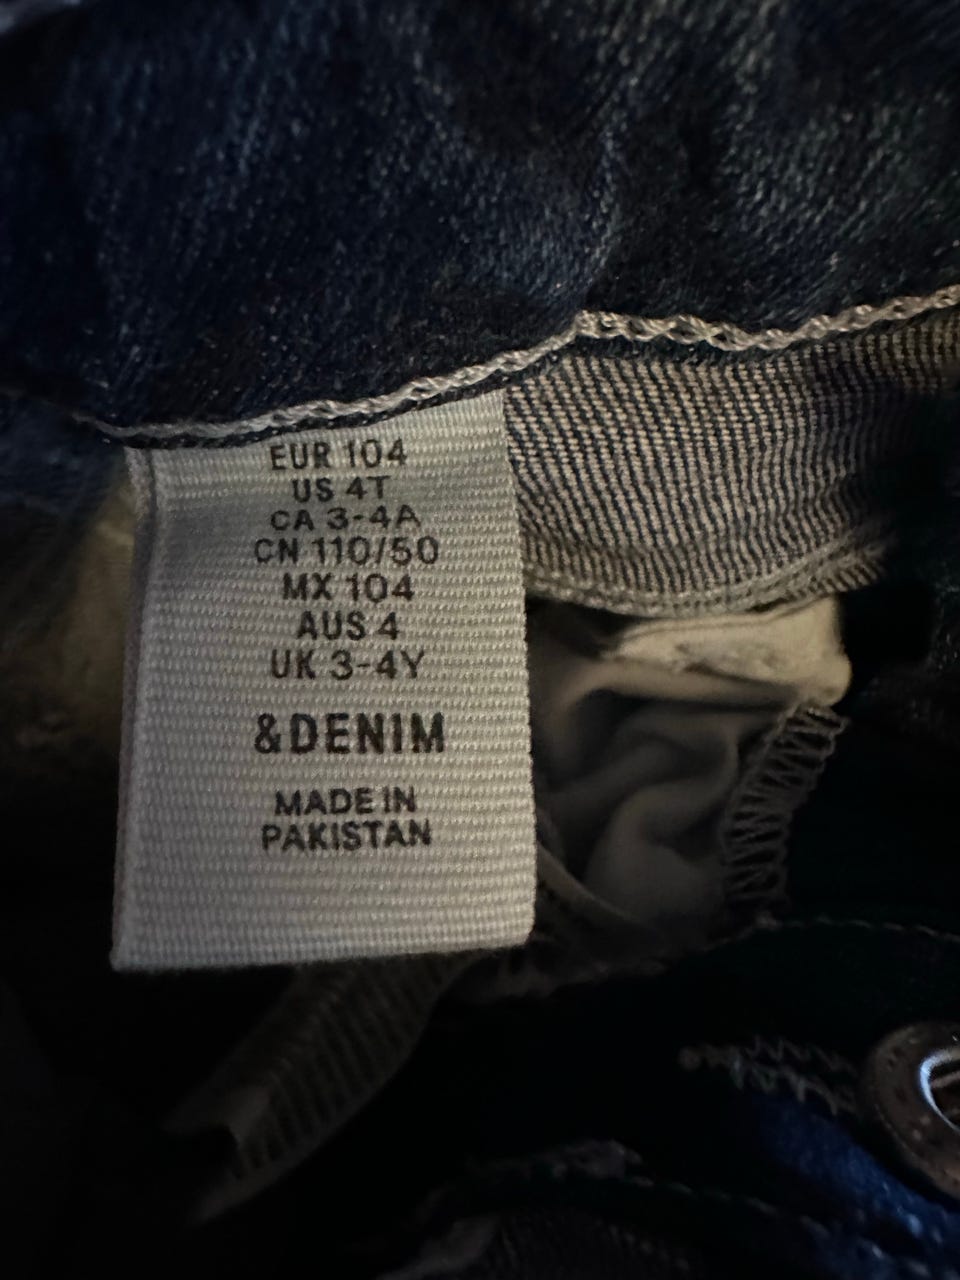 EUR 104
US 4T
CA 3-4A
CN 110/50
MX 104
AUS 4
UK 3-4Y
&DENIM
MADE IN
PAKISTAN